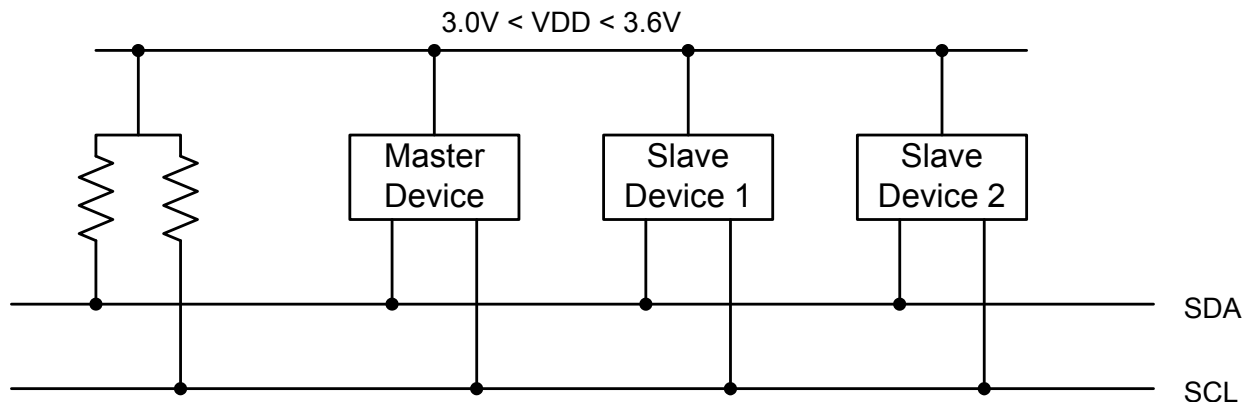 3.0V < VDD < 3.6V
Master
Device
Slave
Device 1
Slave
Device 2
SDA
SCL